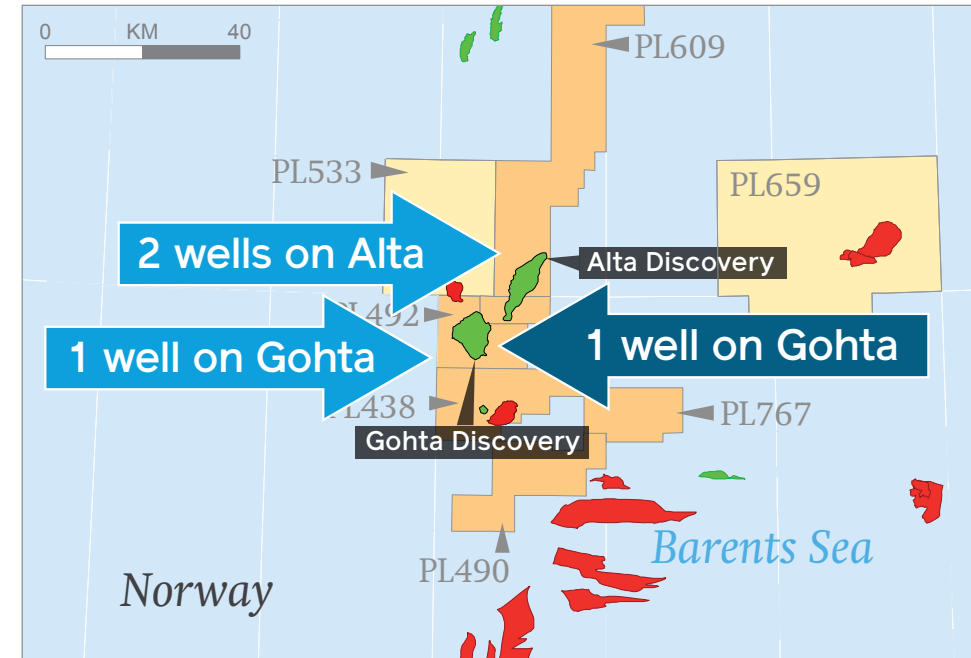 0 KM 40
PL609
PL533
PL659
2 wells on Alta
Alta Discovery
PL492
1 well on Gohta
1 well on Gohta
PL438
PL767
Gohta Discovery
Barents Sea
PL490
Norway